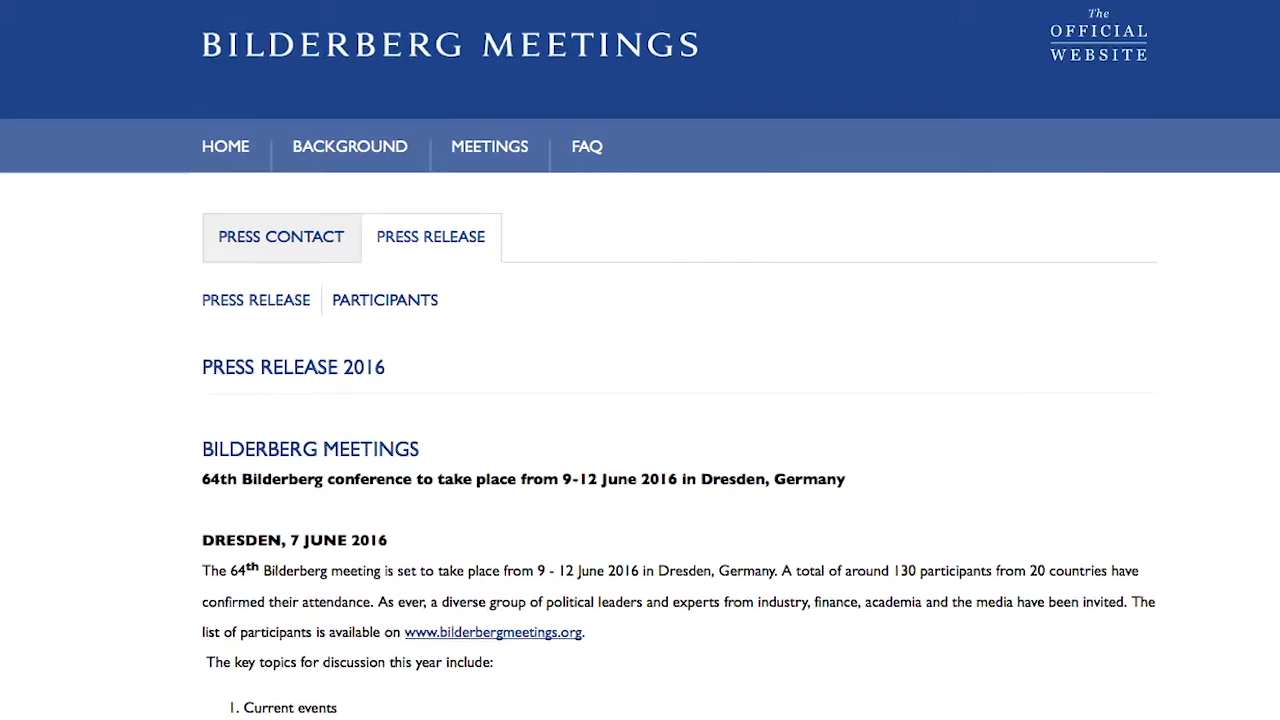 BILDERBERG MEETINGS
The
OFFICIAL
WEBSITE
HOME
BACKGROUND
MEETINGS
FAQ
PRESS CONTACT
PRESS RELEASE
PRESS RELEASE
PARTICIPANTS
PRESS RELEASE 2016
BILDERBERG MEETINGS
64th Bilderberg conference to take place from 9-12 June 2016 in Dresden, Germany
DRESDEN, 7 JUNE 2016
The 64th Bilderberg meeting is set to take place from 9 - 12 June 2016 in Dresden, Germany. A total of around 130 participants from 20 countries have
confirmed their attendance. As ever, a diverse group of political leaders and experts from industry, finance, academia and the media have been invited. The
list of participants is available on www.bilderbergmeetings.org.
The key topics for discussion this year include:
1. Current events